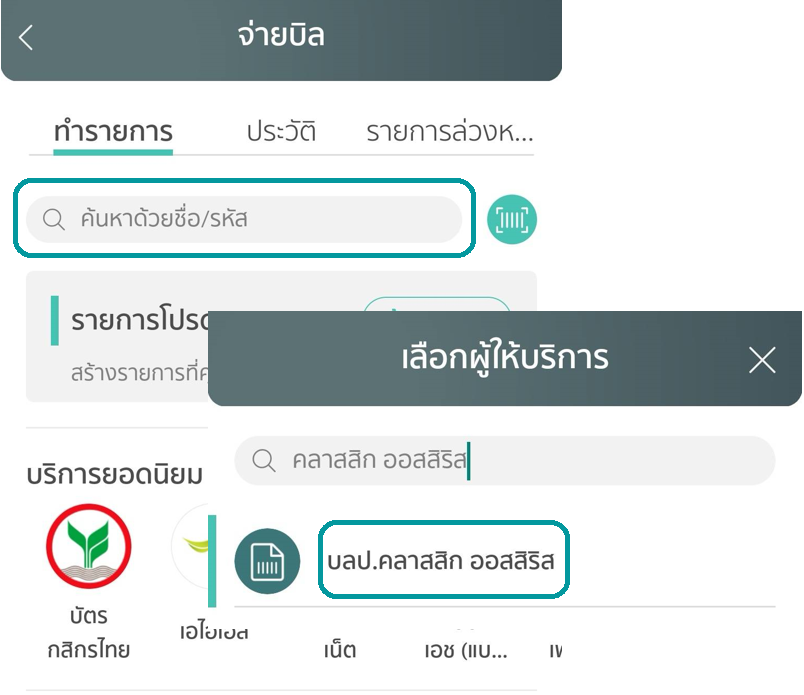 จ่ายบิล
ทำรายการ ประวัติ รายการล่วงห...
ค้นหาด้วยชื่อ/รหัส
รายการโปรด
สร้างรายการที่
เลือกผู้ให้บริการ
คลาสสิก ออสสิริส
บลป.คลาสสิก ออสสิริส
บริการยอดนิยม
บัตร
กสิกรไทย
เอไอเอส
เน็ต
เอช (แบ...